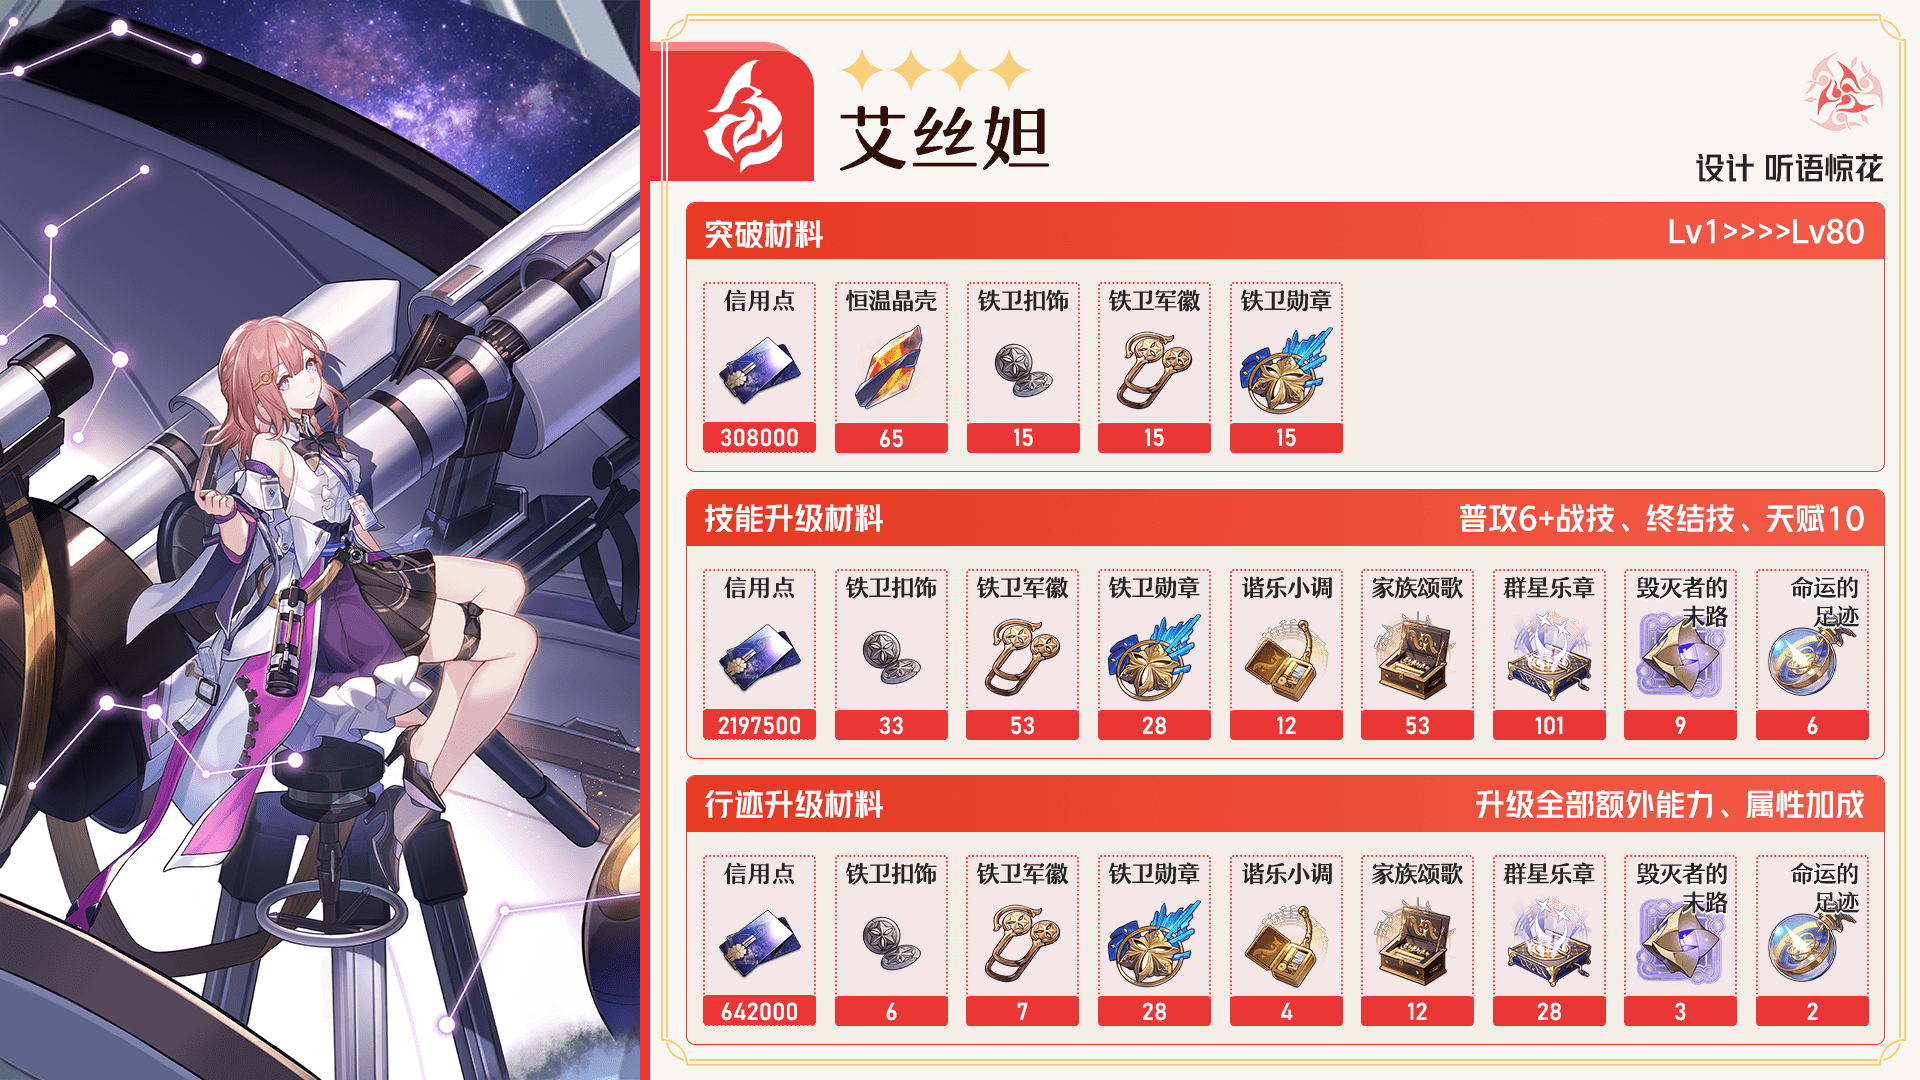 艾丝妲
设计 听语惊花
突破材料
Lv1>>>>Lv80
信用点
恒温晶壳
铁卫扣饰
铁卫军徽
铁卫勋章
308000
65
15
15
15
技能升级材料
普攻6+战技、终结技、天赋10
信用点
铁卫扣饰
铁卫军徽
铁卫勋章
谐乐小调
家族颂歌
群星乐章
毁灭者的
末路
命运的
足迹
2197500
33
53
28
12
53
101
9
6
行迹升级材料
升级全部额外能力、属性加成
信用点
铁卫扣饰
铁卫军徽
铁卫勋章
谐乐小调
家族颂歌
群星乐章
毁灭者的
末路
命运的
足迹
642000
6
7
28
4
12
28
3
2